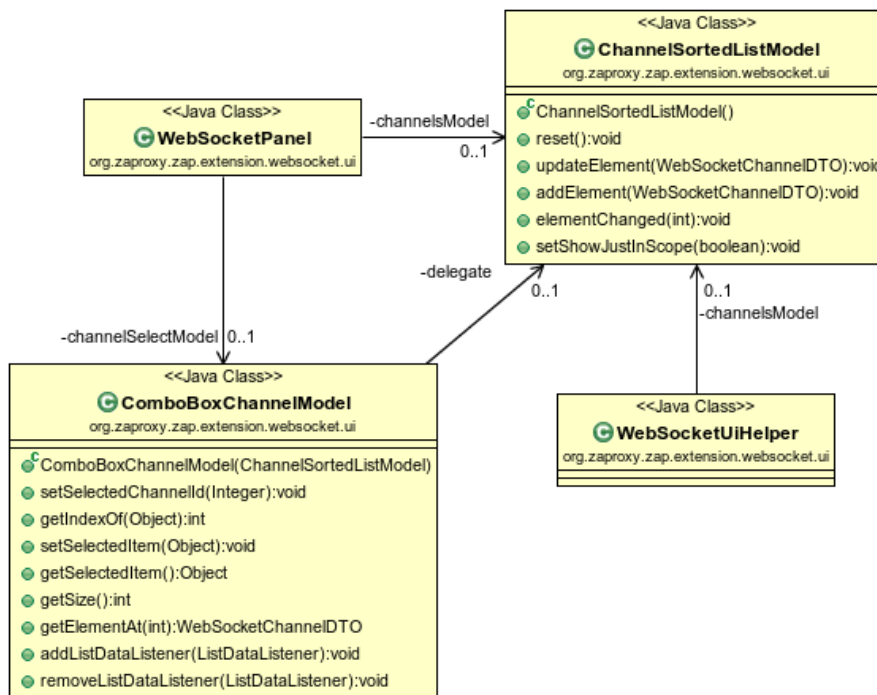 <<Java Class>>
ChannelSortedListModel
org.zaproxy.zap.extension.websocket.ui
ChannelSortedListModel()
reset():void
updateElement(WebSocketChannelDTO):void
addElement(WebSocketChannelDTO):void
elementChanged(int):void
setShowJustInScope(boolean):void
<<Java Class>>
WebSocketPanel
org.zaproxy.zap.extension.websocket.ui
-channelsModel
0..1
-delegate
0..1
0..1
-channelsModel
-channelSelectModel 0..1
<<Java Class>>
ComboBoxChannelModel
org.zaproxy.zap.extension.websocket.ui
ComboBoxChannelModel(ChannelSortedListModel)
setSelectedChannelId(Integer):void
getIndexOf(Object):int
setSelectedItem(Object):void
getSelectedItem():Object
getSize():int
getElementAt(int):WebSocketChannelDTO
addListDataListener(ListDataListener):void
removeListDataListener(ListDataListener):void
<<Java Class>>
WebSocketUiHelper
org.zaproxy.zap.extension.websocket.ui